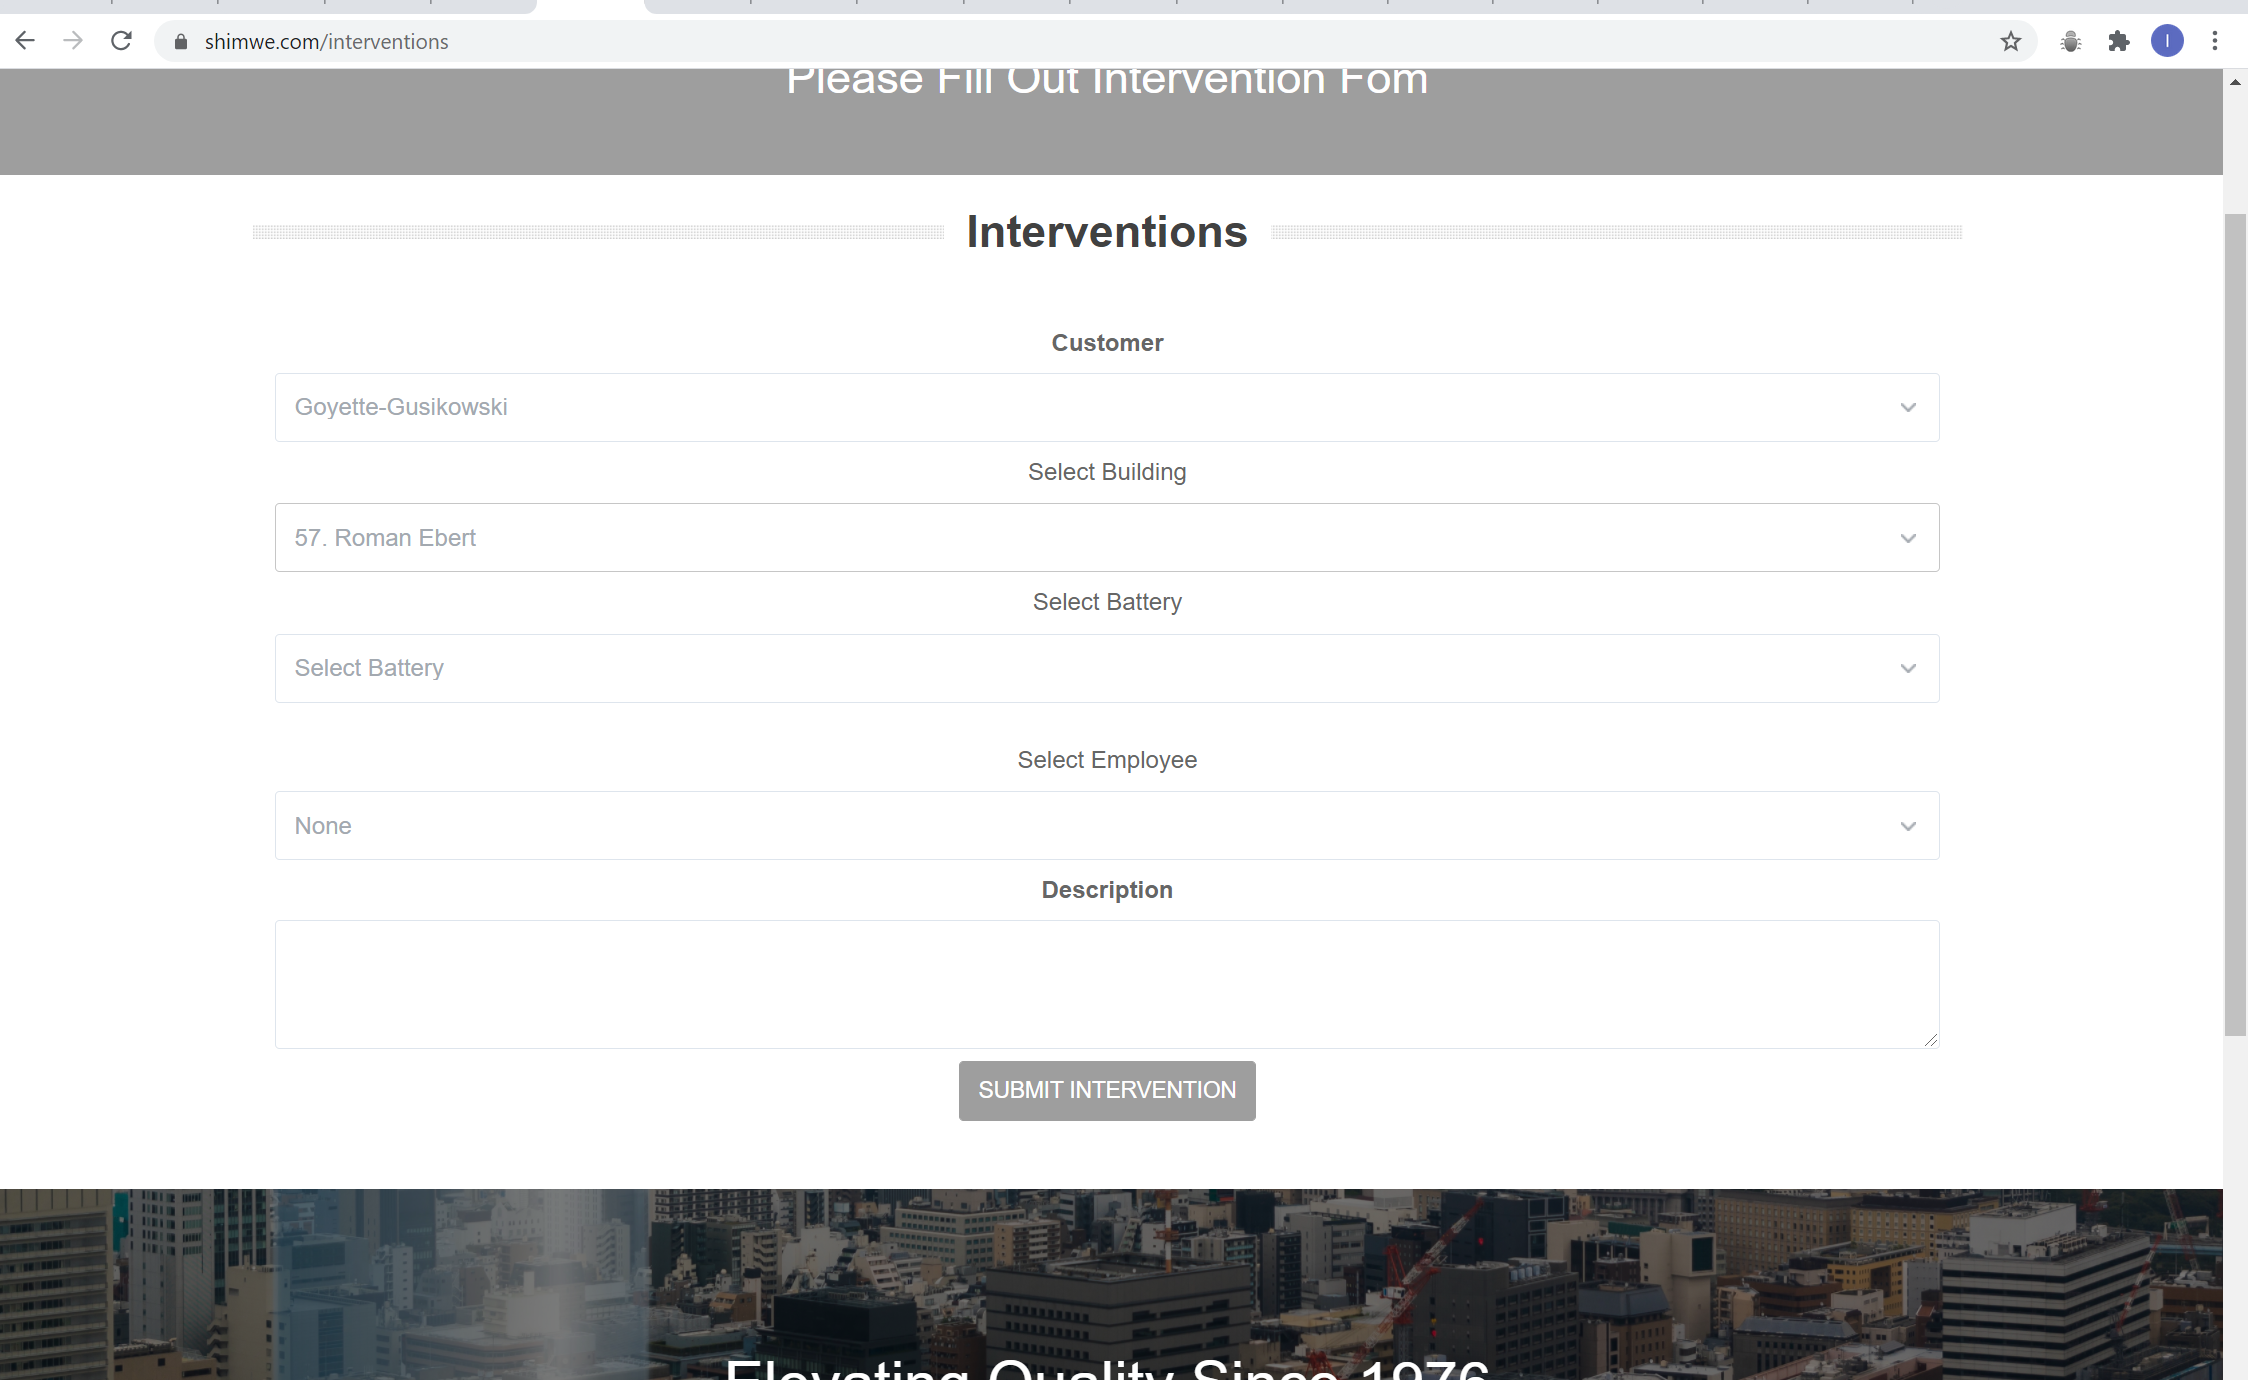 shimwe.com/interventions
I
Please Fill Out Intervention Fom
Interventions
Customer
Goyette-Gusikowski
Select Building
57. Roman Ebert
Select Battery
Select Battery
Select Employee
None
Description
SUBMIT INTERVENTION
Elevating Quality Since 1976